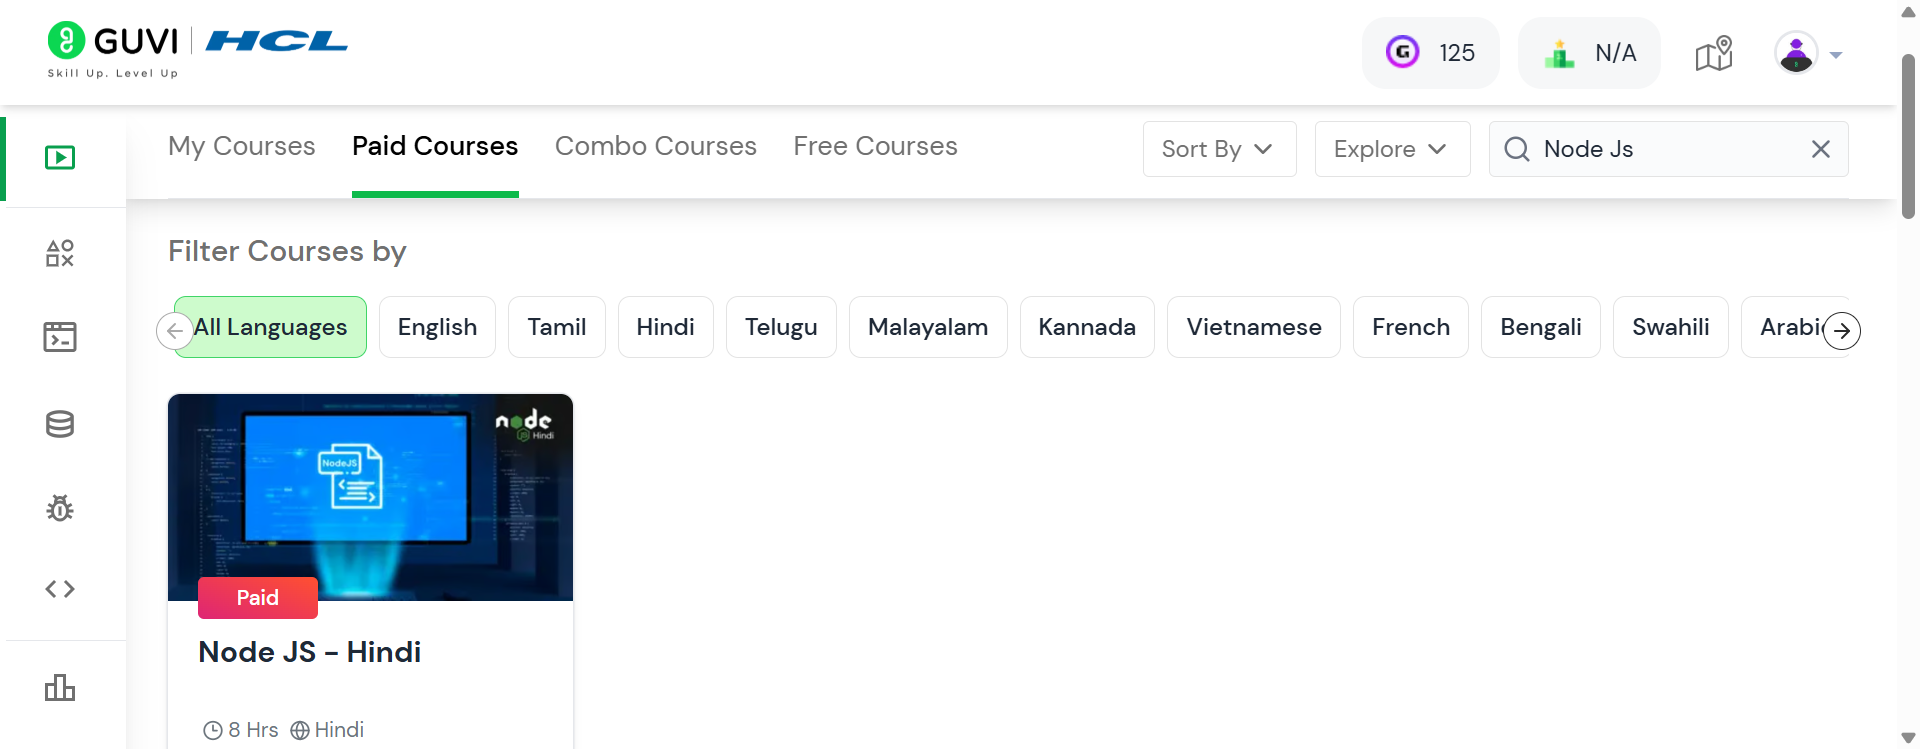 GUVI | HCL
Skill Up. Level Up
125
N/A
My Courses
Paid Courses
Combo Courses
Free Courses
Sort By
Explore
Node Js
Filter Courses by
All Languages
English
Tamil
Hindi
Telugu
Malayalam
Kannada
Vietnamese
French
Bengali
Swahili
Arabic
node
JS Hindi
NodeJS
Paid
Node JS - Hindi
8 Hrs
Hindi